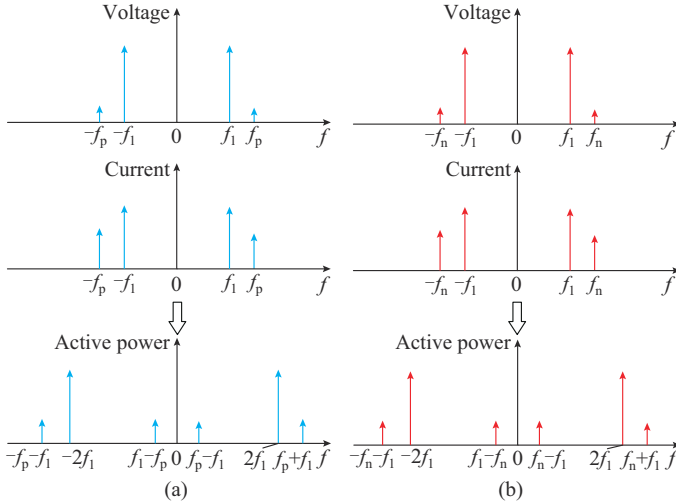 Voltage
−fp −f1 0 f1 fp f
Current
−fp −f1 0 f1 fp f
Active power
−fp−f1 −2f1 f1−fp 0 fp−f1 2f1 fp+f1 f
(a)
Voltage
−fn −f1 0 f1 fn f
Current
−fn −f1 0 f1 fn f
Active power
−fn−f1 −2f1 f1−fn 0 fn−f1 2f1 fn+f1 f
(b)